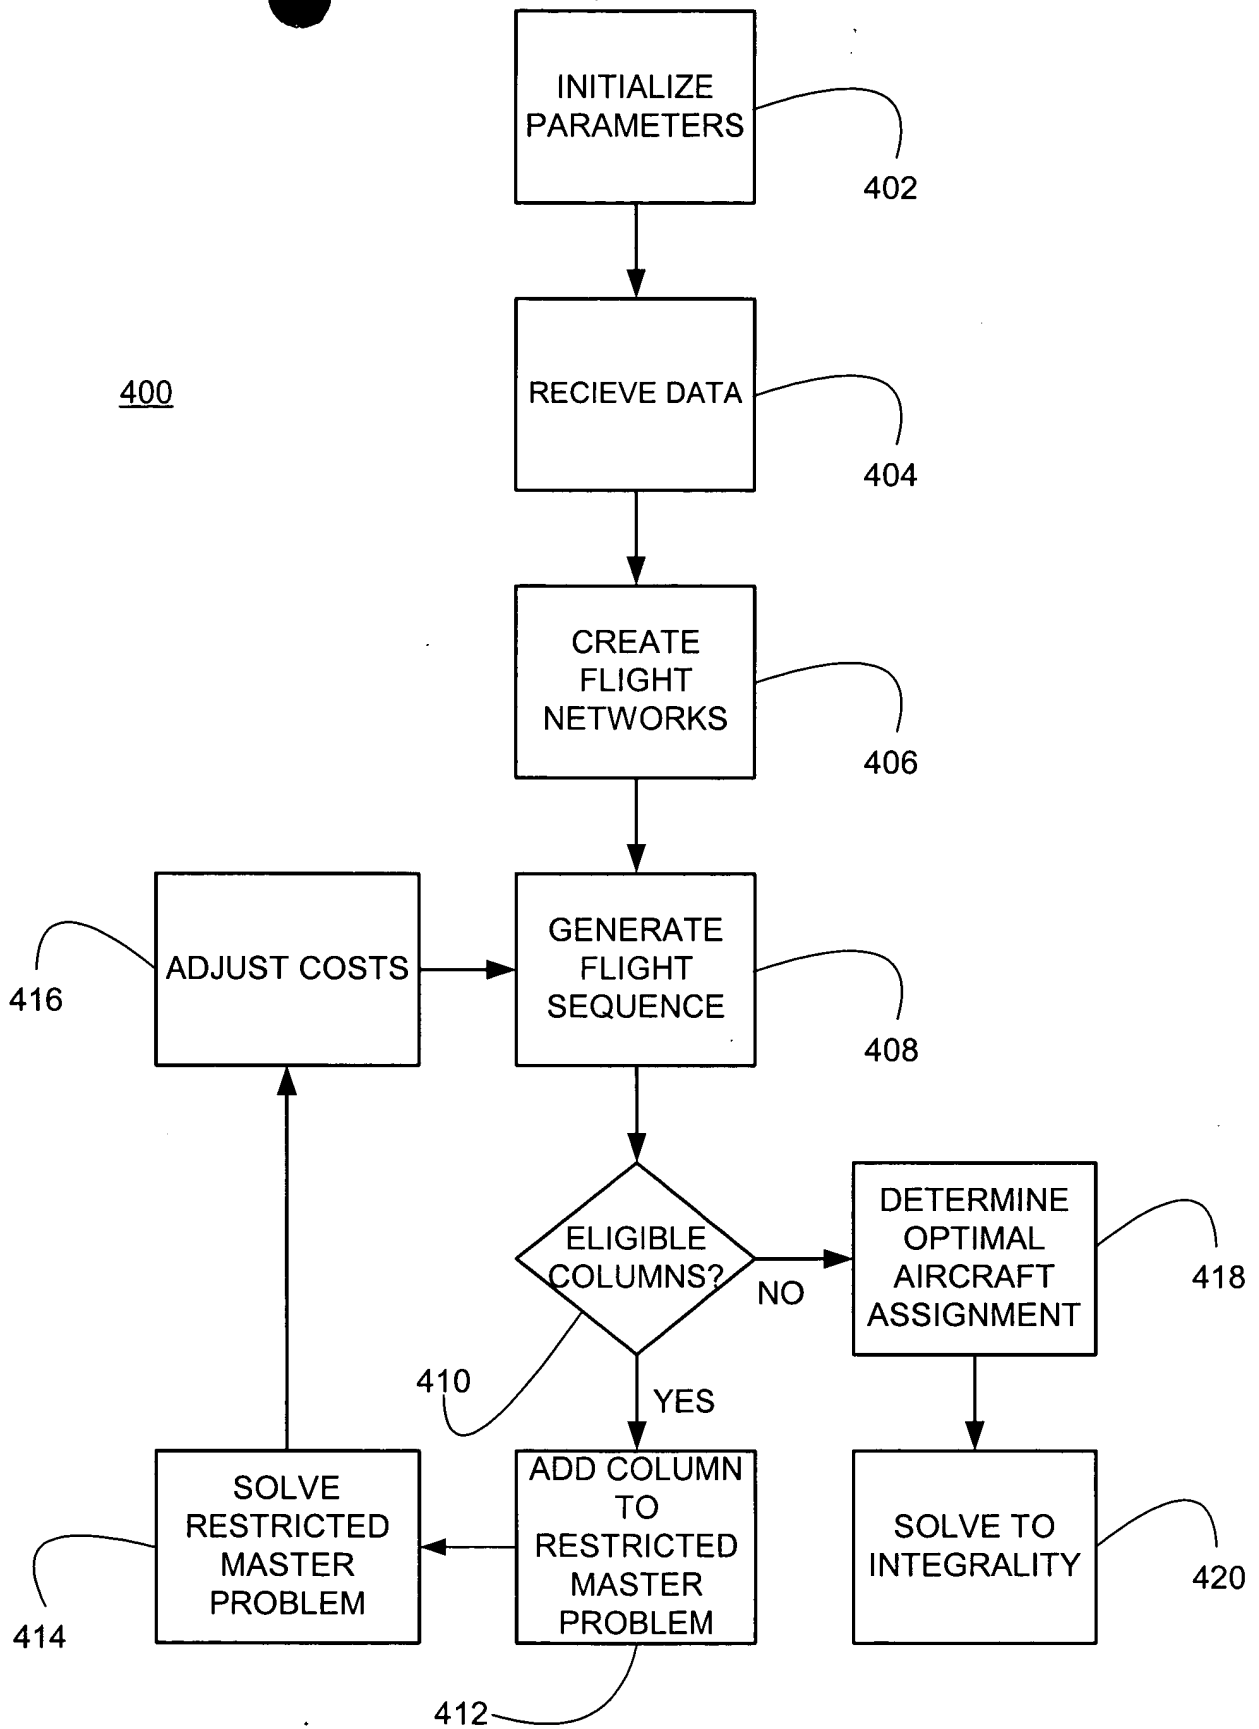 INITIALIZE
PARAMETERS
402
RECIEVE DATA
400
404
CREATE
FLIGHT
NETWORKS
406
ADJUST COSTS
416
GENERATE
FLIGHT
SEQUENCE
408
ELIGIBLE
COLUMNS?
NO
DETERMINE
OPTIMAL
AIRCRAFT
ASSIGNMENT
418
410
YES
SOLVE
RESTRICTED
MASTER
PROBLEM
414
ADD COLUMN
TO
RESTRICTED
MASTER
PROBLEM
412
SOLVE TO
INTEGRALITY
420